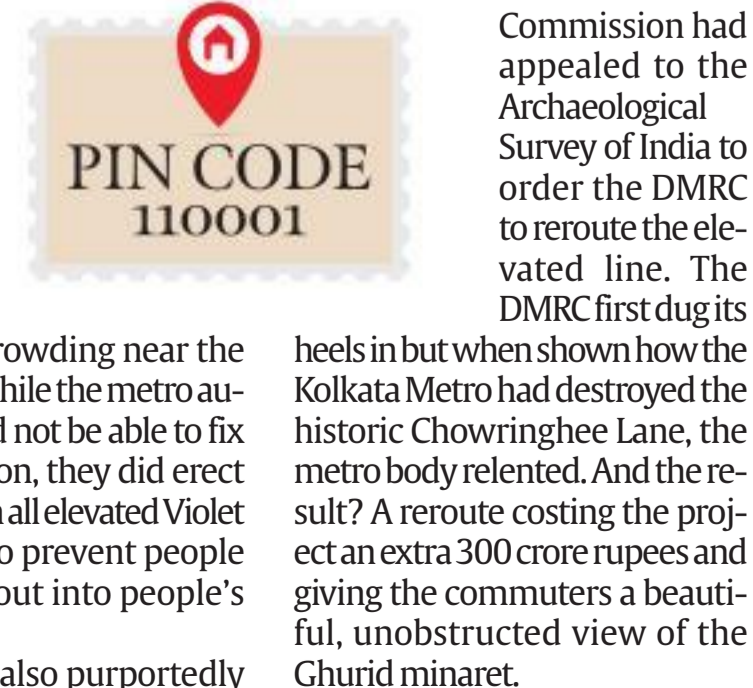 PIN CODE
110001
rowding near the
hile the metro au-
d not be able to fix
on, they did erect
all elevated Violet
o prevent people
out into people's
also purportedly
Commission had
appealed to the
Archaeological
Survey of India to
order the DMRC
to reroute the ele-
vated line. The
DMRC first dug its
heels in but when shown how the
Kolkata Metro had destroyed the
historic Chowringhee Lane, the
metro body relented. And the re-
sult? A reroute costing the proj-
ect an extra 300 crore rupees and
giving the commuters a beauti-
ful, unobstructed view of the
Ghurid minaret.